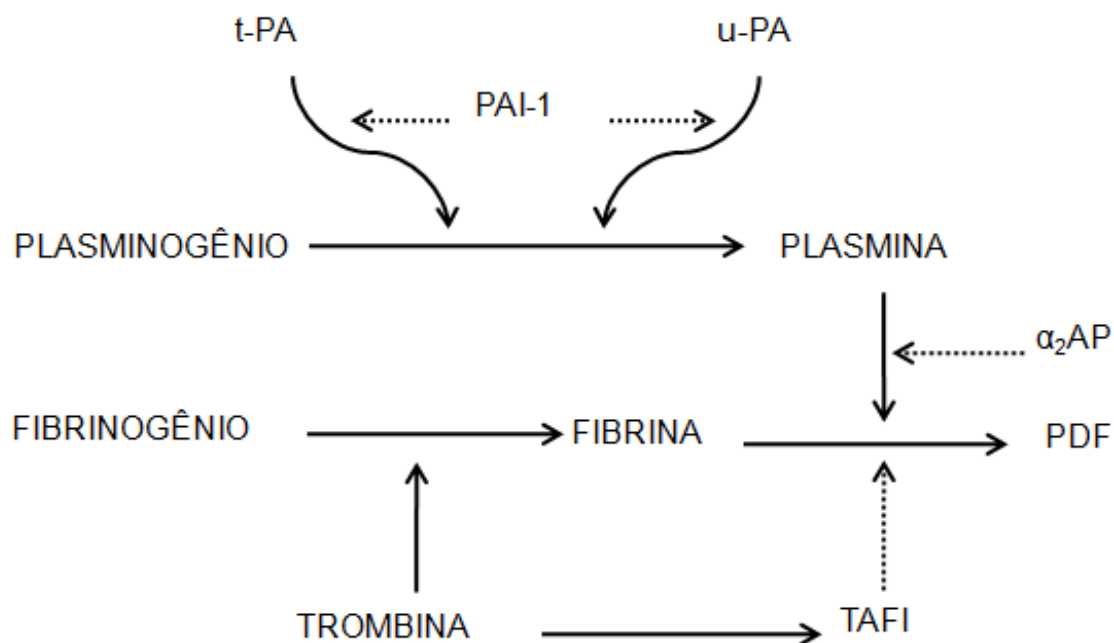 t-PA
u-PA
PAI-1
PLASMINOGÊNIO
PLASMINA
α₂AP
FIBRINOGÊNIO
FIBRINA
PDF
TROMBINA
TAFI